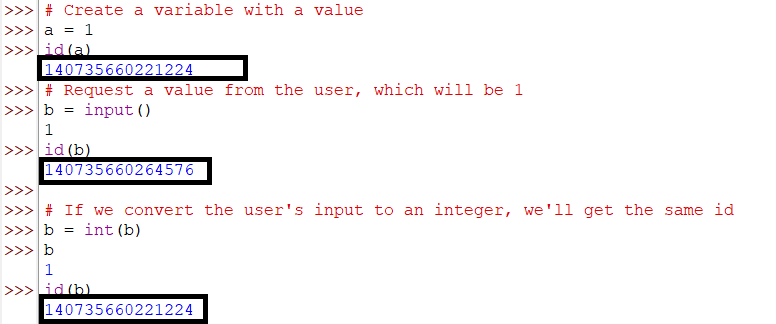 >>> # Create a variable with a value
>>> a = 1
>>> id(a)
140735660221224
>>> # Request a value from the user, which will be 1
>>> b = input()
1
>>> id(b)
140735660264576
>>>
>>> # If we convert the user's input to an integer, we'll get the same id
>>> b = int(b)
>>> b
1
>>> id(b)
140735660221224